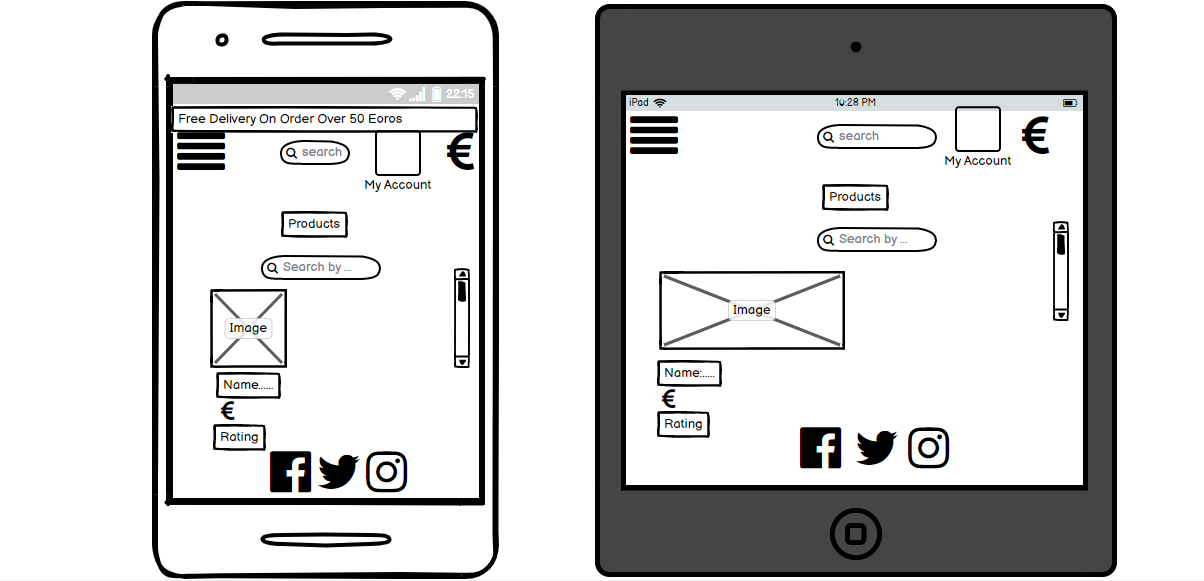 22:15
Free Delivery On Order Over 50 Eoros
search
€
My Account
Products
Search by ...
Image
Name......
€
Rating
iPad
10:28 PM
search
€
My Account
Products
Search by ...
Image
Name:.....
€
Rating